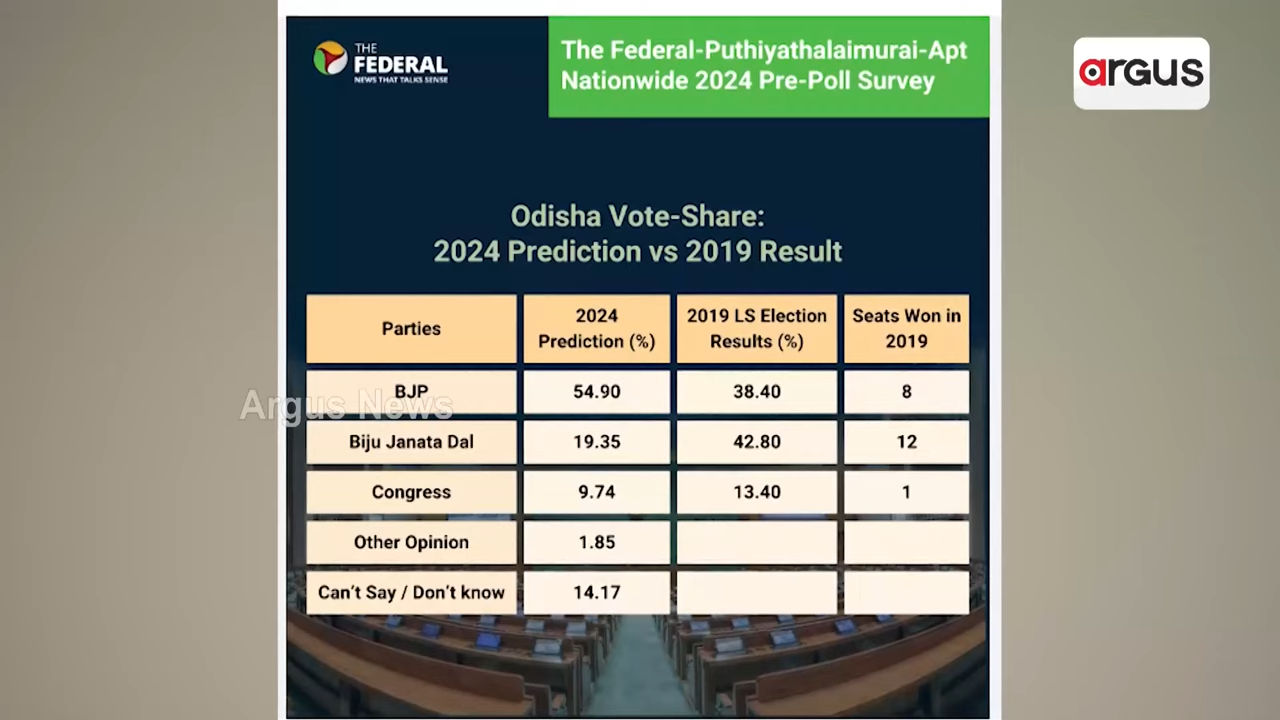 THE
FEDERAL
NEWS THAT TALKS SENSE
The Federal-Puthiyathalaimurai-Apt
Nationwide 2024 Pre-Poll Survey
argus
Odisha Vote-Share:
2024 Prediction vs 2019 Result
Parties
2024
Prediction (%)
2019 LS Election
Results (%)
Seats Won in
2019
BJP 54.90 38.40 8
Argus News
Biju Janata Dal 19.35 42.80 12
Congress 9.74 13.40 1
Other Opinion 1.85
Can't Say / Don't know 14.17